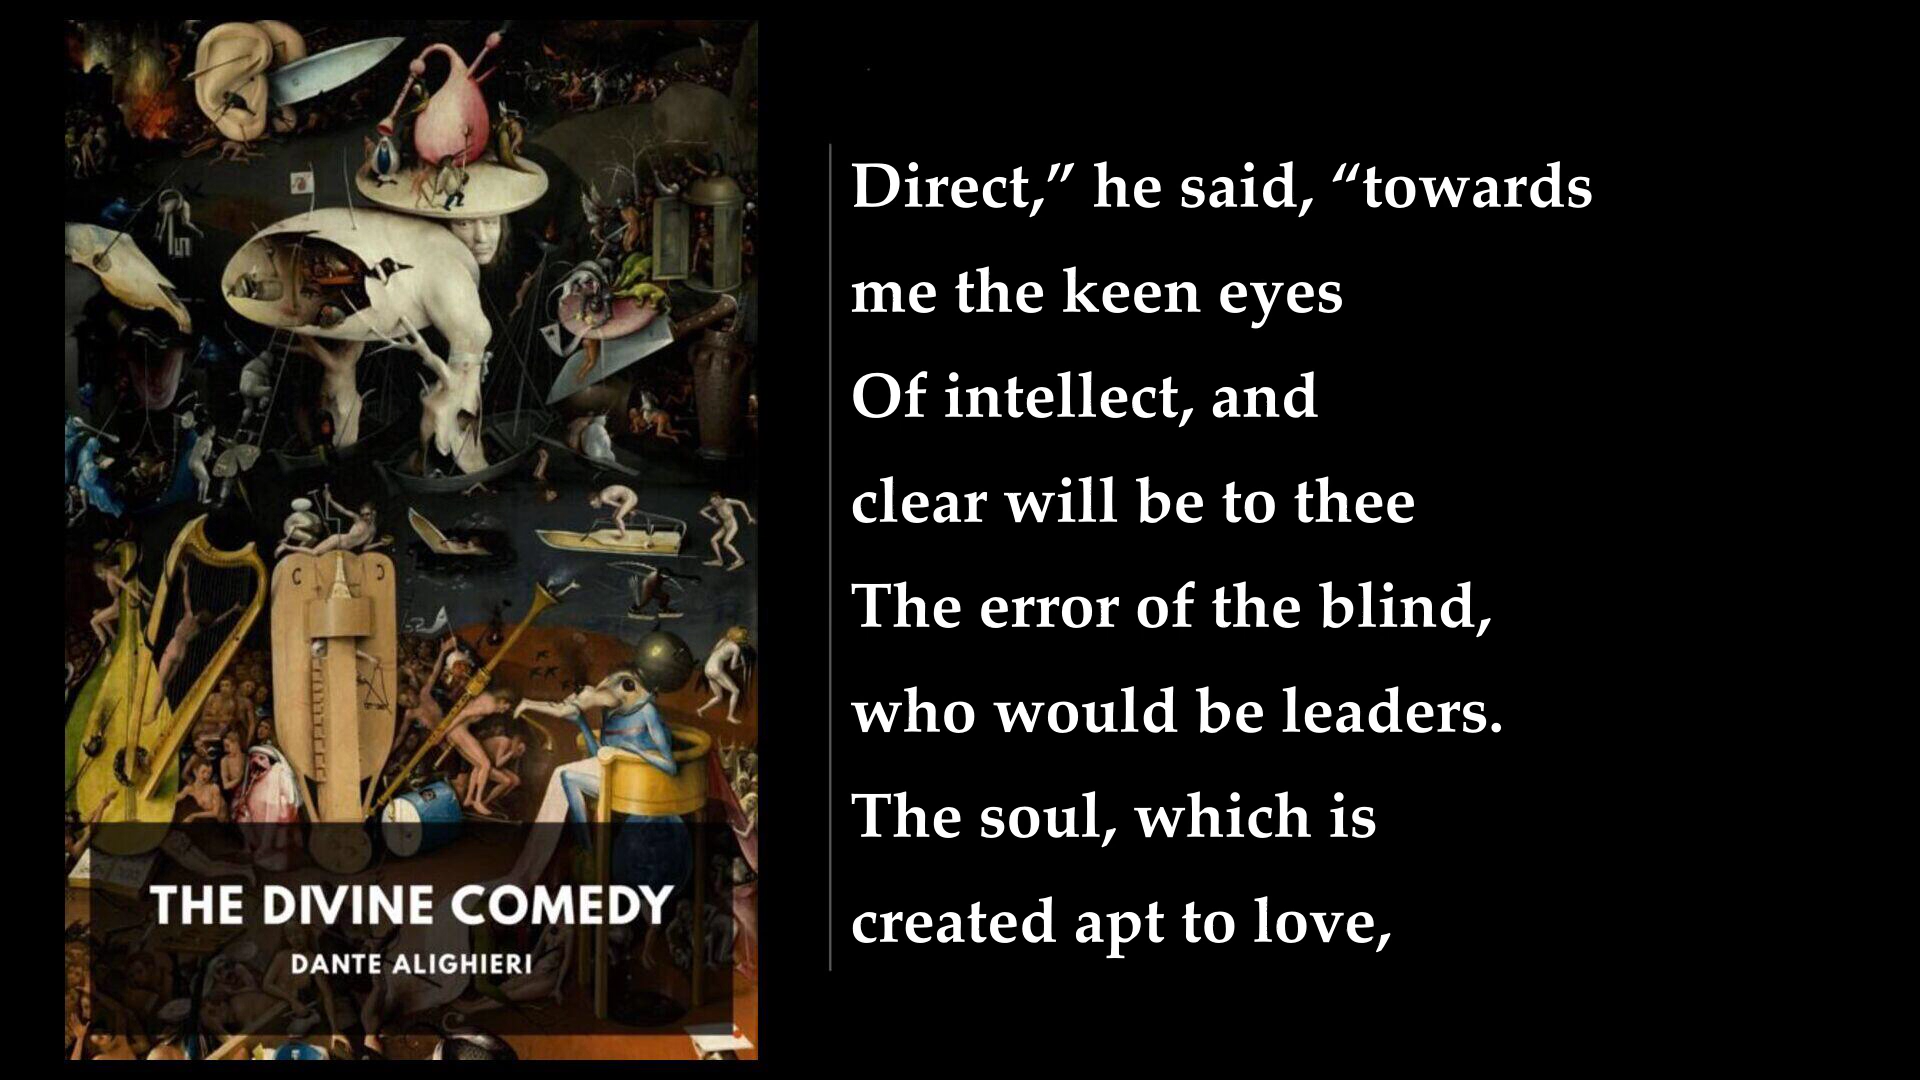 THE DIVINE COMEDY
DANTE ALIGHIERI
Direct,” he said, “towards
me the keen eyes
Of intellect, and
clear will be to thee
The error of the blind,
who would be leaders.
The soul, which is
created apt to love,